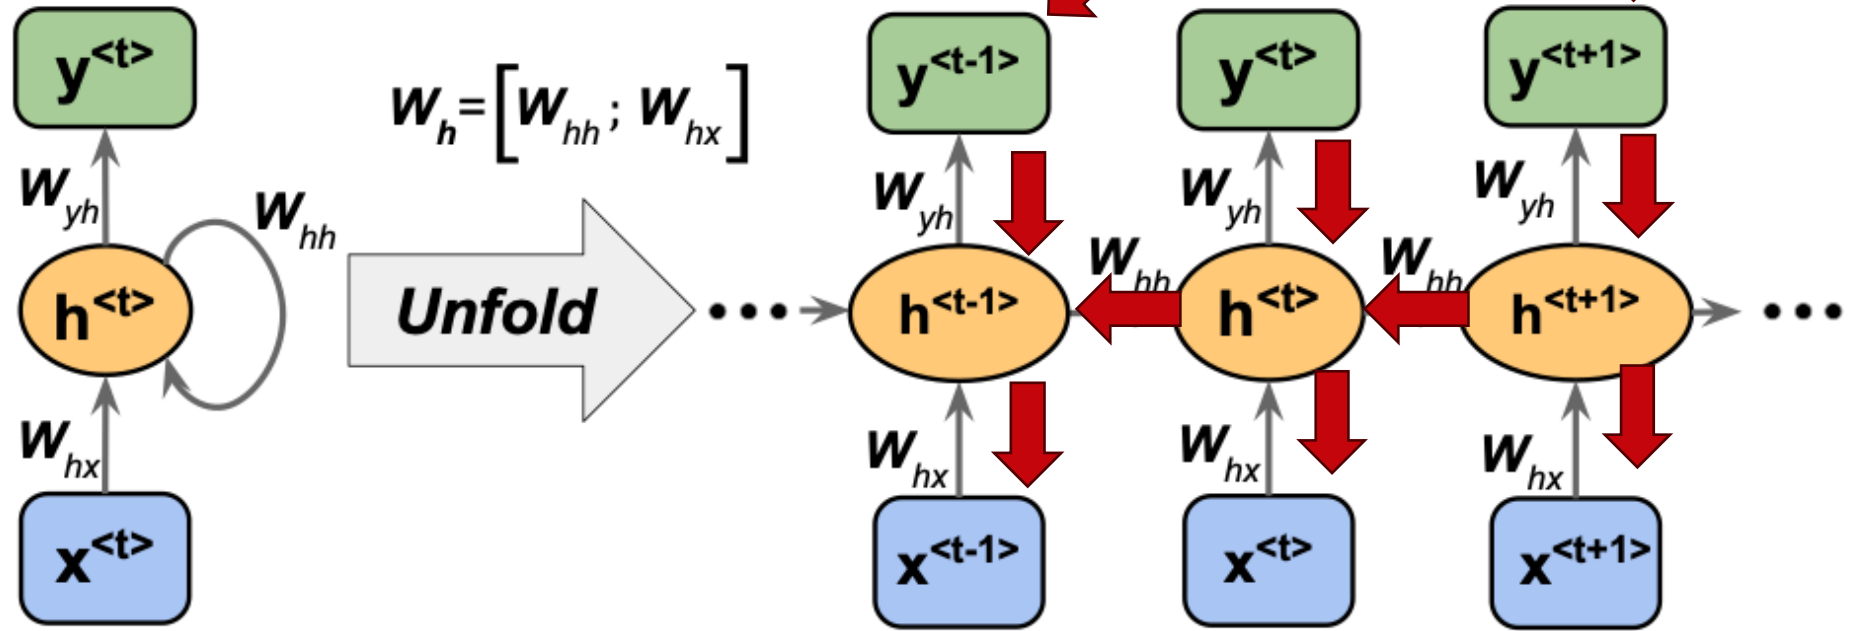 y<t>
W_yh
W_hh
h<t>
W_hx
x<t>
W_h=[W_hh ; W_hx]
Unfold
...
y<t-1>
W_yh
h<t-1>
W_hx
x<t-1>
W_hh
y<t>
W_yh
h<t>
W_hx
x<t>
W_hh
y<t+1>
W_yh
h<t+1>
W_hx
x<t+1>
...